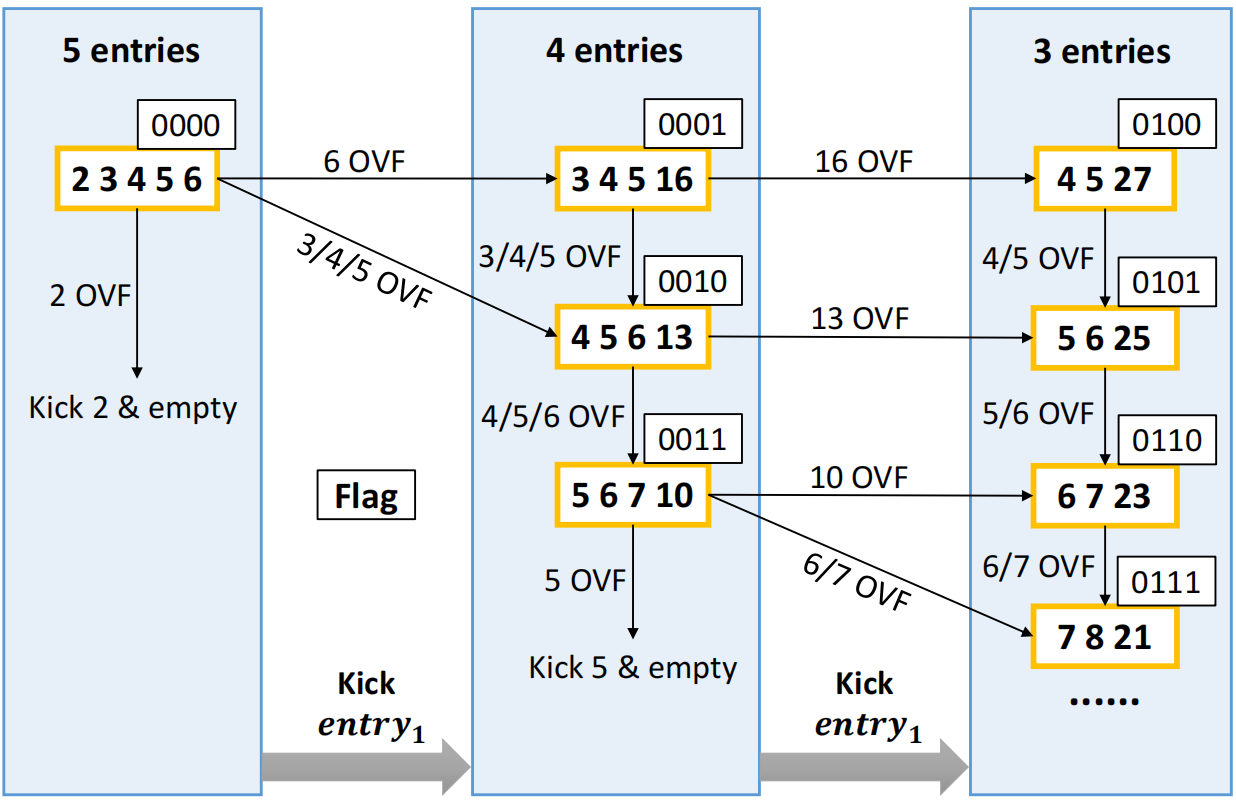 5 entries
4 entries
3 entries
0000
0001
0100
2 3 4 5 6
6 OVF
3 4 5 16
16 OVF
4 5 27
3/4/5 OVF
3/4/5 OVF
4/5 OVF
2 OVF
0010
0101
4 5 6 13
13 OVF
5 6 25
Kick 2 & empty
4/5/6 OVF
5/6 OVF
0011
0110
Flag
5 6 7 10
10 OVF
6 7 23
5 OVF
6/7 OVF
6/7 OVF
0111
7 8 21
Kick 5 & empty
......
Kick
entry₁
Kick
entry₁